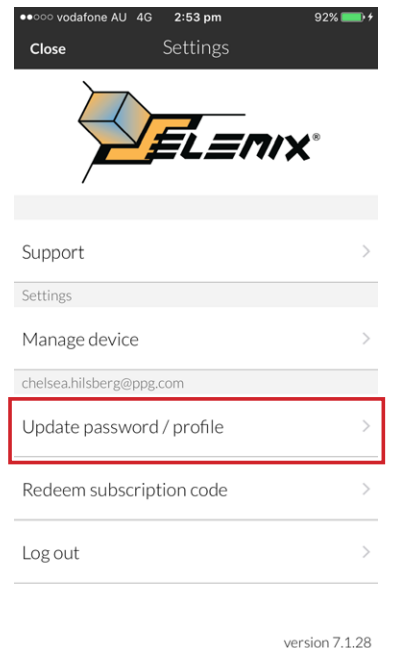 vodafone AU 4G 2:53 pm 92%
Close Settings
SELEMIX®
Support
Settings
Manage device
chelsea.hilsberg@ppg.com
Update password / profile
Redeem subscription code
Log out
version 7.1.28